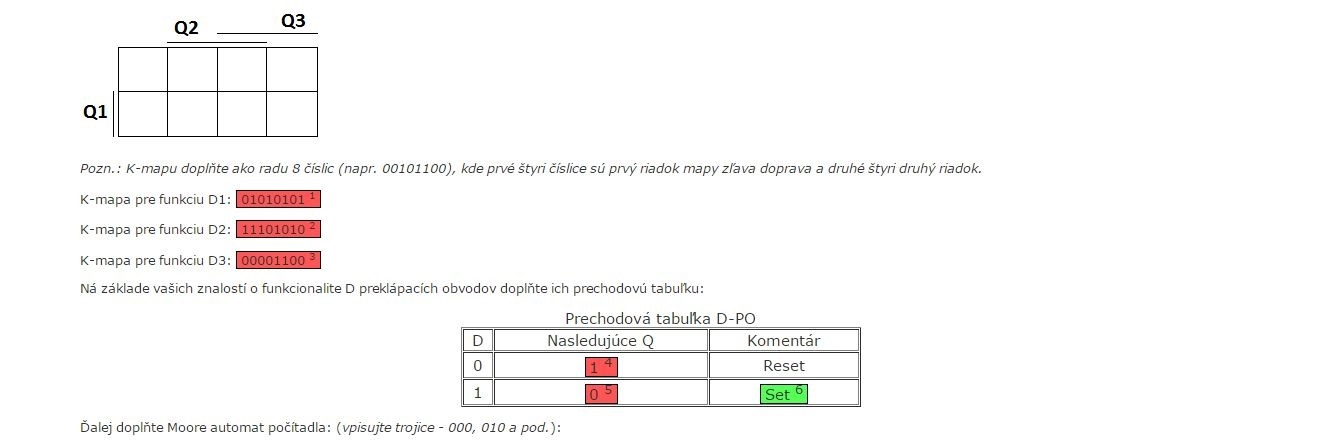 Q2 Q3
Q1
Pozn.: K-mapu doplňte ako radu 8 číslic (napr. 00101100), kde prvé štyri číslice sú prvý riadok mapy zľava doprava a druhé štyri druhý riadok.
K-mapa pre funkciu D1: 01010101 1
K-mapa pre funkciu D2: 11101010 2
K-mapa pre funkciu D3: 00001100 3
Ná základe vašich znalostí o funkcionalite D preklápacích obvodov doplňte ich prechodovú tabuľku:
Prechodová tabuľka D-PO
D Nasledujúce Q Komentár
0 1 4 Reset
1 0 5 Set 6
Ďalej doplňte Moore automat počítadla: (vpisujte trojice - 000, 010 a pod.):